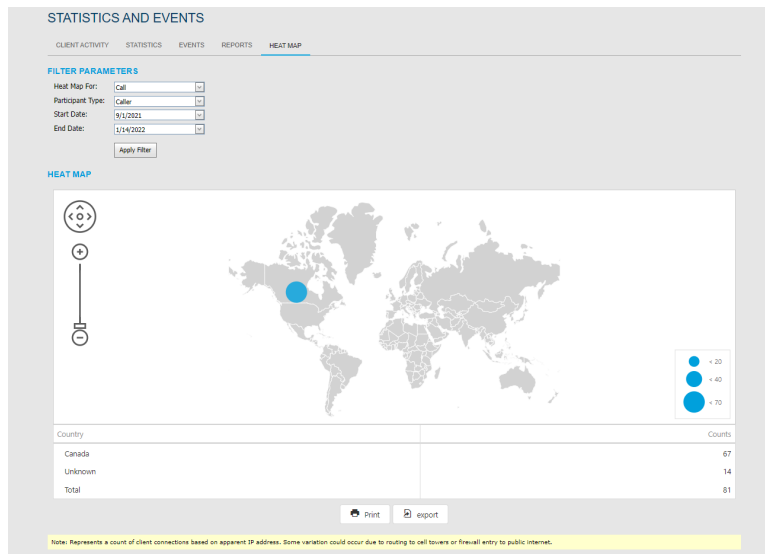 STATISTICS AND EVENTS
CLIENT ACTIVITY STATISTICS EVENTS REPORTS HEAT MAP
FILTER PARAMETERS
Heat Map For: Call
Participant Type: Caller
Start Date: 9/1/2021
End Date: 1/14/2022
Apply Filter
HEAT MAP
< 20
< 40
< 70
Country Counts
Canada 67
Unknown 14
Total 81
Print export
Note: Represents a count of client connections based on apparent IP address. Some variation could occur due to routing to cell towers or firewall entry to public internet.